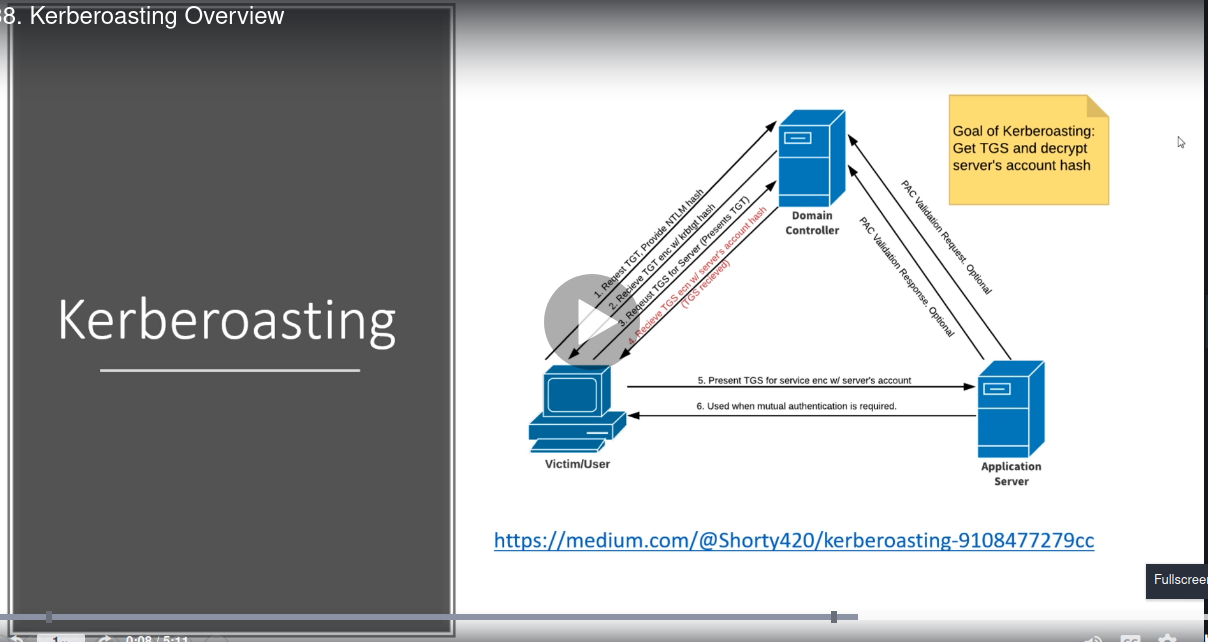 38. Kerberoasting Overview
Kerberoasting
Goal of Kerberoasting:
Get TGS and decrypt
server's account hash
Domain
Controller
1. Reqest TGT, Provide NTLM hash
2. Recieve TGT enc w/ krbtgt hash
3. Reqeust TGS for Server (Presents TGT)
4. Recieve TGS ecn w/ server's account hash
(TGS recieved)
PAC Validation Request. Optional
PAC Validation Response. Optional
5. Present TGS for service enc w/ server's account
6. Used when mutual authentication is required.
Victim/User
Application
Server
https://medium.com/@Shorty420/kerberoasting-9108477279cc
Fullscreen
0:08 / 5:11